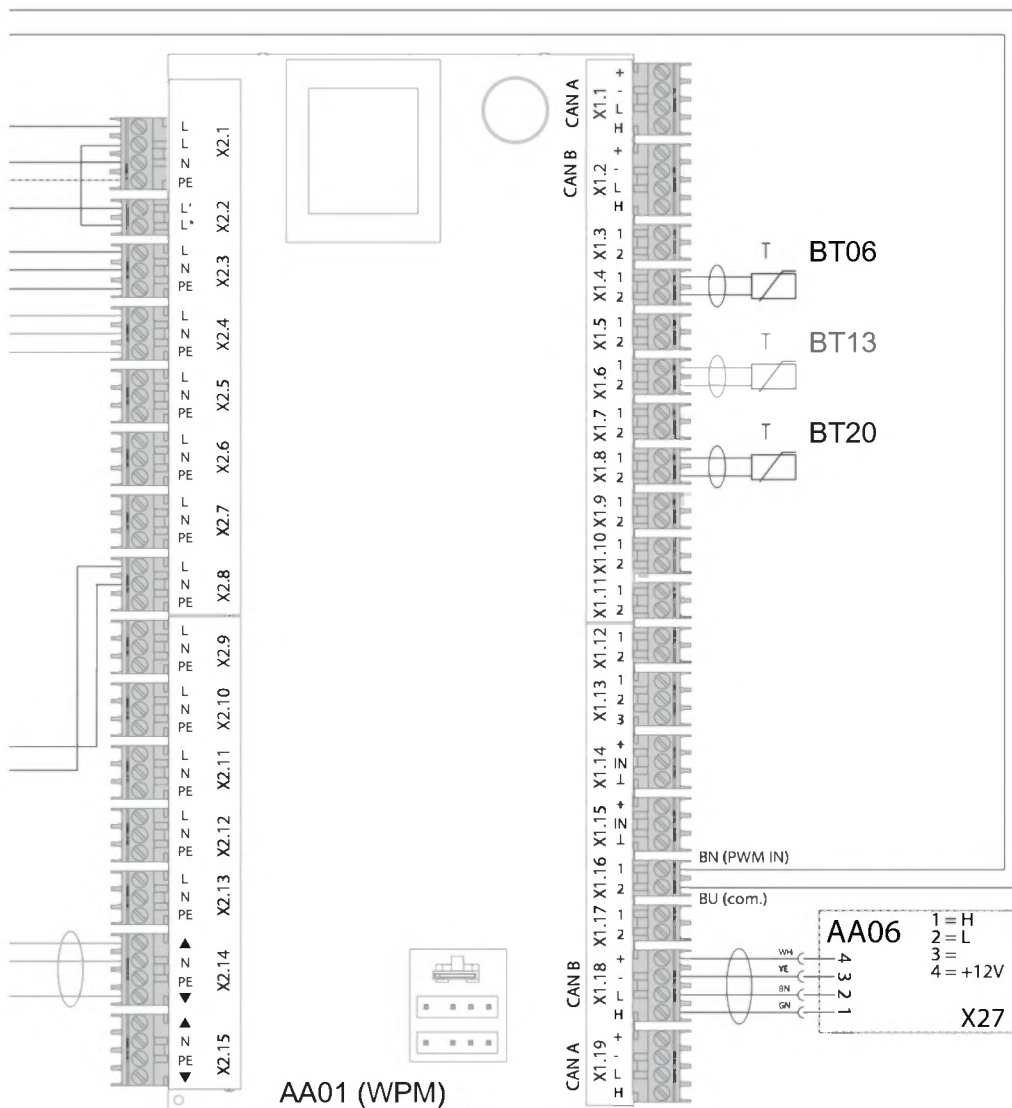 L
L
N
PE
X2.1
L'
L*
X2.2
L
N
PE
X2.3
L
N
PE
X2.4
L
N
PE
X2.5
L
N
PE
X2.6
L
N
PE
X2.7
L
N
PE
X2.8
L
N
PE
X2.9
L
N
PE
X2.10
L
N
PE
X2.11
L
N
PE
X2.12
L
N
PE
X2.13
▲
N
PE
▼
X2.14
▲
N
PE
▼
X2.15
AA01 (WPM)
CAN A
X1.1
+
-
L
H
CAN B
X1.2
+
-
L
H
X1.3
1
2
X1.4
1
2
X1.5
1
2
X1.6
1
2
X1.7
1
2
X1.8
1
2
X1.9
1
2
X1.10
1
2
X1.11
1
2
X1.12
1
2
X1.13
1
2
3
X1.14
+
IN
⊥
X1.15
+
IN
⊥
X1.16
1
2
X1.17
1
2
CAN B
X1.18
+
-
L
H
CAN A
X1.19
+
-
L
H
T
BT06
T
BT13
T
BT20
BN (PWM IN)
BU (com.)
WH
YE
BN
GN
4
3
2
1
AA06
1 = H
2 = L
3 =
4 = +12V
X27